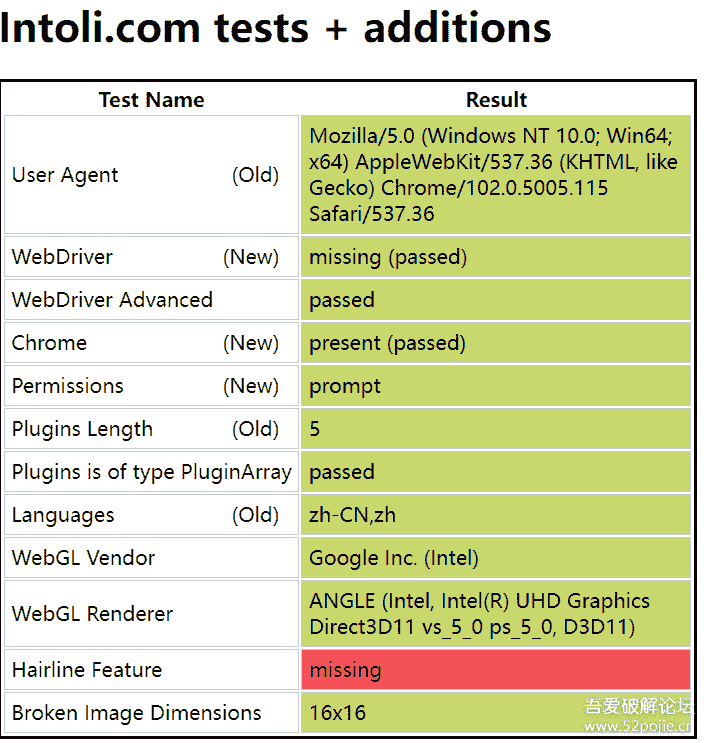 Intoli.com tests + additions
Test Name Result
User Agent (Old) Mozilla/5.0 (Windows NT 10.0; Win64;
x64) AppleWebKit/537.36 (KHTML, like
Gecko) Chrome/102.0.5005.115
Safari/537.36
WebDriver (New) missing (passed)
WebDriver Advanced passed
Chrome (New) present (passed)
Permissions (New) prompt
Plugins Length (Old) 5
Plugins is of type PluginArray passed
Languages (Old) zh-CN,zh
WebGL Vendor Google Inc. (Intel)
WebGL Renderer ANGLE (Intel, Intel(R) UHD Graphics
Direct3D11 vs_5_0 ps_5_0, D3D11)
Hairline Feature missing
Broken Image Dimensions 16x16
吾爱破解论坛
www.52pojie.cn